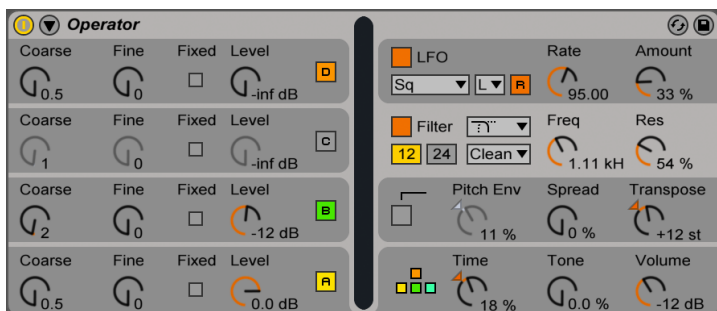 Operator
Coarse Fine Fixed Level
0.5 0 -inf dB D
Coarse Fine Fixed Level
1 0 -inf dB C
Coarse Fine Fixed Level
2 0 -12 dB B
Coarse Fine Fixed Level
0.5 0 0.0 dB A
LFO Rate Amount
Sq L R 95.00 33 %
Filter Freq Res
12 24 Clean 1.11 kH 54 %
Pitch Env Spread Transpose
11 % 0 % +12 st
Time Tone Volume
18 % 0.0 % -12 dB